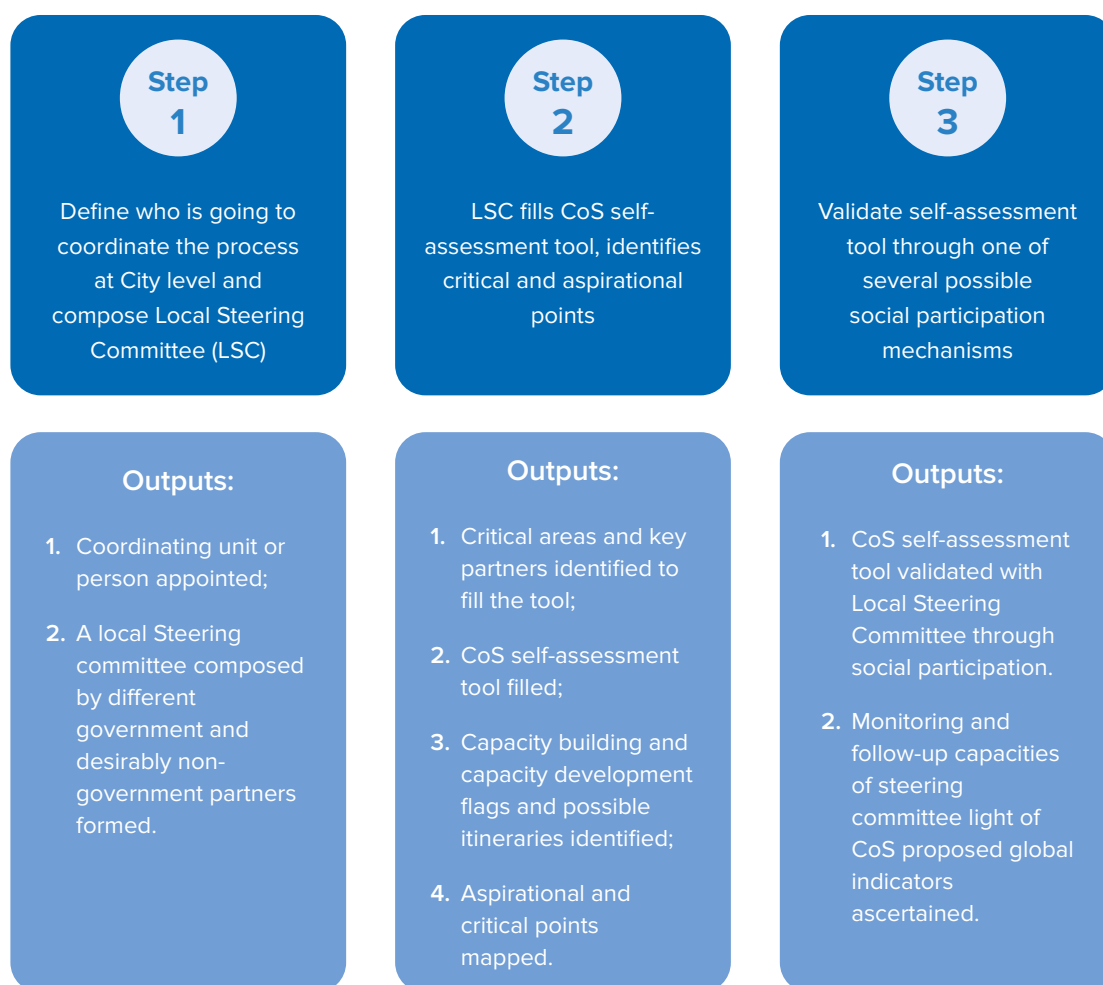 Step
1
Define who is going to
coordinate the process
at City level and
compose Local Steering
Committee (LSC)
Step
2
LSC fills CoS self-
assessment tool, identifies
critical and aspirational
points
Step
3
Validate self-assessment
tool through one of
several possible
social participation
mechanisms
Outputs:
1. Coordinating unit or
person appointed;
2. A local Steering
committee composed
by different
government and
desirably non-
government partners
formed.
Outputs:
1. Critical areas and key
partners identified to
fill the tool;
2. CoS self-assessment
tool filled;
3. Capacity building and
capacity development
flags and possible
itineraries identified;
4. Aspirational and
critical points
mapped.
Outputs:
1. CoS self-assessment
tool validated with
Local Steering
Committee through
social participation.
2. Monitoring and
follow-up capacities
of steering
committee light of
CoS proposed global
indicators
ascertained.